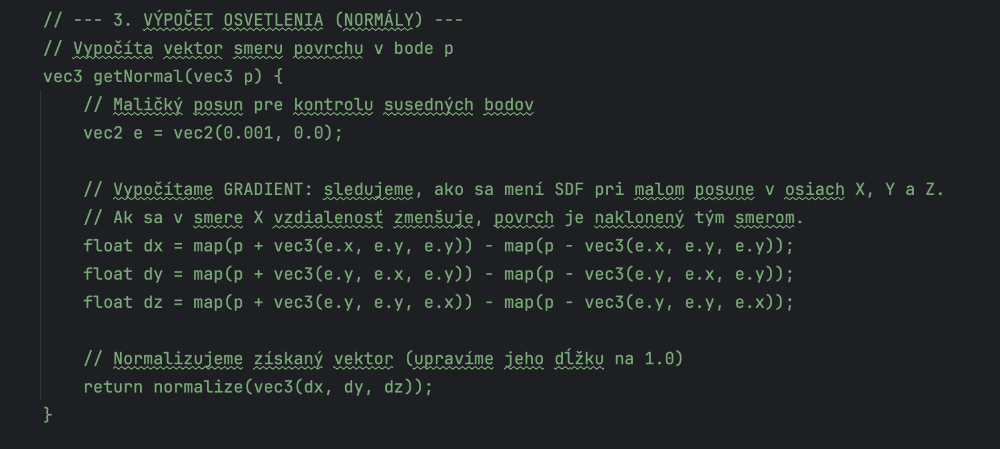 // --- 3. VÝPOČET OSVETLENIA (NORMÁLY) ---
// Vypočíta vektor smeru povrchu v bode p
vec3 getNormal(vec3 p) {
    // Maličký posun pre kontrolu susedných bodov
    vec2 e = vec2(0.001, 0.0);

    // Vypočítame GRADIENT: sledujeme, ako sa mení SDF pri malom posune v osiach X, Y a Z.
    // Ak sa v smere X vzdialenosť zmenšuje, povrch je naklonený tým smerom.
    float dx = map(p + vec3(e.x, e.y, e.y)) - map(p - vec3(e.x, e.y, e.y));
    float dy = map(p + vec3(e.y, e.x, e.y)) - map(p - vec3(e.y, e.x, e.y));
    float dz = map(p + vec3(e.y, e.y, e.x)) - map(p - vec3(e.y, e.y, e.x));

    // Normalizujeme získaný vektor (upravíme jeho dĺžku na 1.0)
    return normalize(vec3(dx, dy, dz));
}